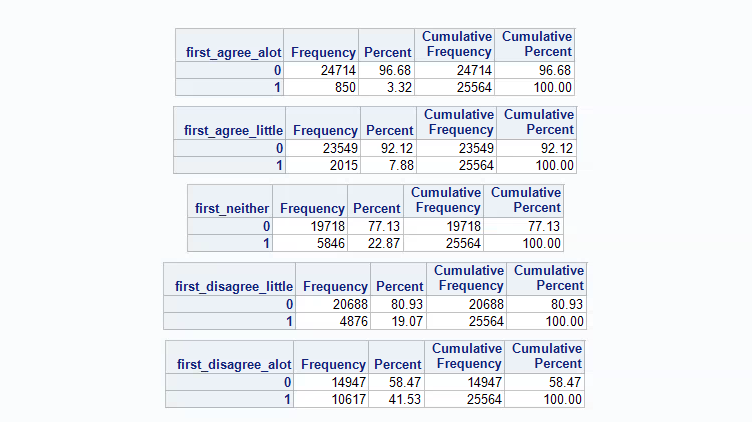 Cumulative Cumulative
first_agree_alot Frequency Percent Frequency Percent
0 24714 96.68 24714 96.68
1 850 3.32 25564 100.00
Cumulative Cumulative
first_agree_little Frequency Percent Frequency Percent
0 23549 92.12 23549 92.12
1 2015 7.88 25564 100.00
Cumulative Cumulative
first_neither Frequency Percent Frequency Percent
0 19718 77.13 19718 77.13
1 5846 22.87 25564 100.00
Cumulative Cumulative
first_disagree_little Frequency Percent Frequency Percent
0 20688 80.93 20688 80.93
1 4876 19.07 25564 100.00
Cumulative Cumulative
first_disagree_alot Frequency Percent Frequency Percent
0 14947 58.47 14947 58.47
1 10617 41.53 25564 100.00